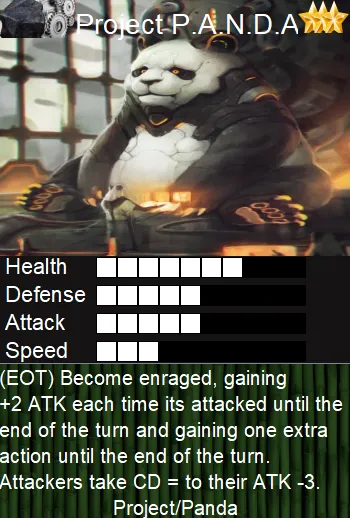 Project P.A.N.D.A
Health
Defense
Attack
Speed
(EOT) Become enraged, gaining
+2 ATK each time its attacked until the
end of the turn and gaining one extra
action until the end of the turn.
Attackers take CD = to their ATK -3.
Project/Panda